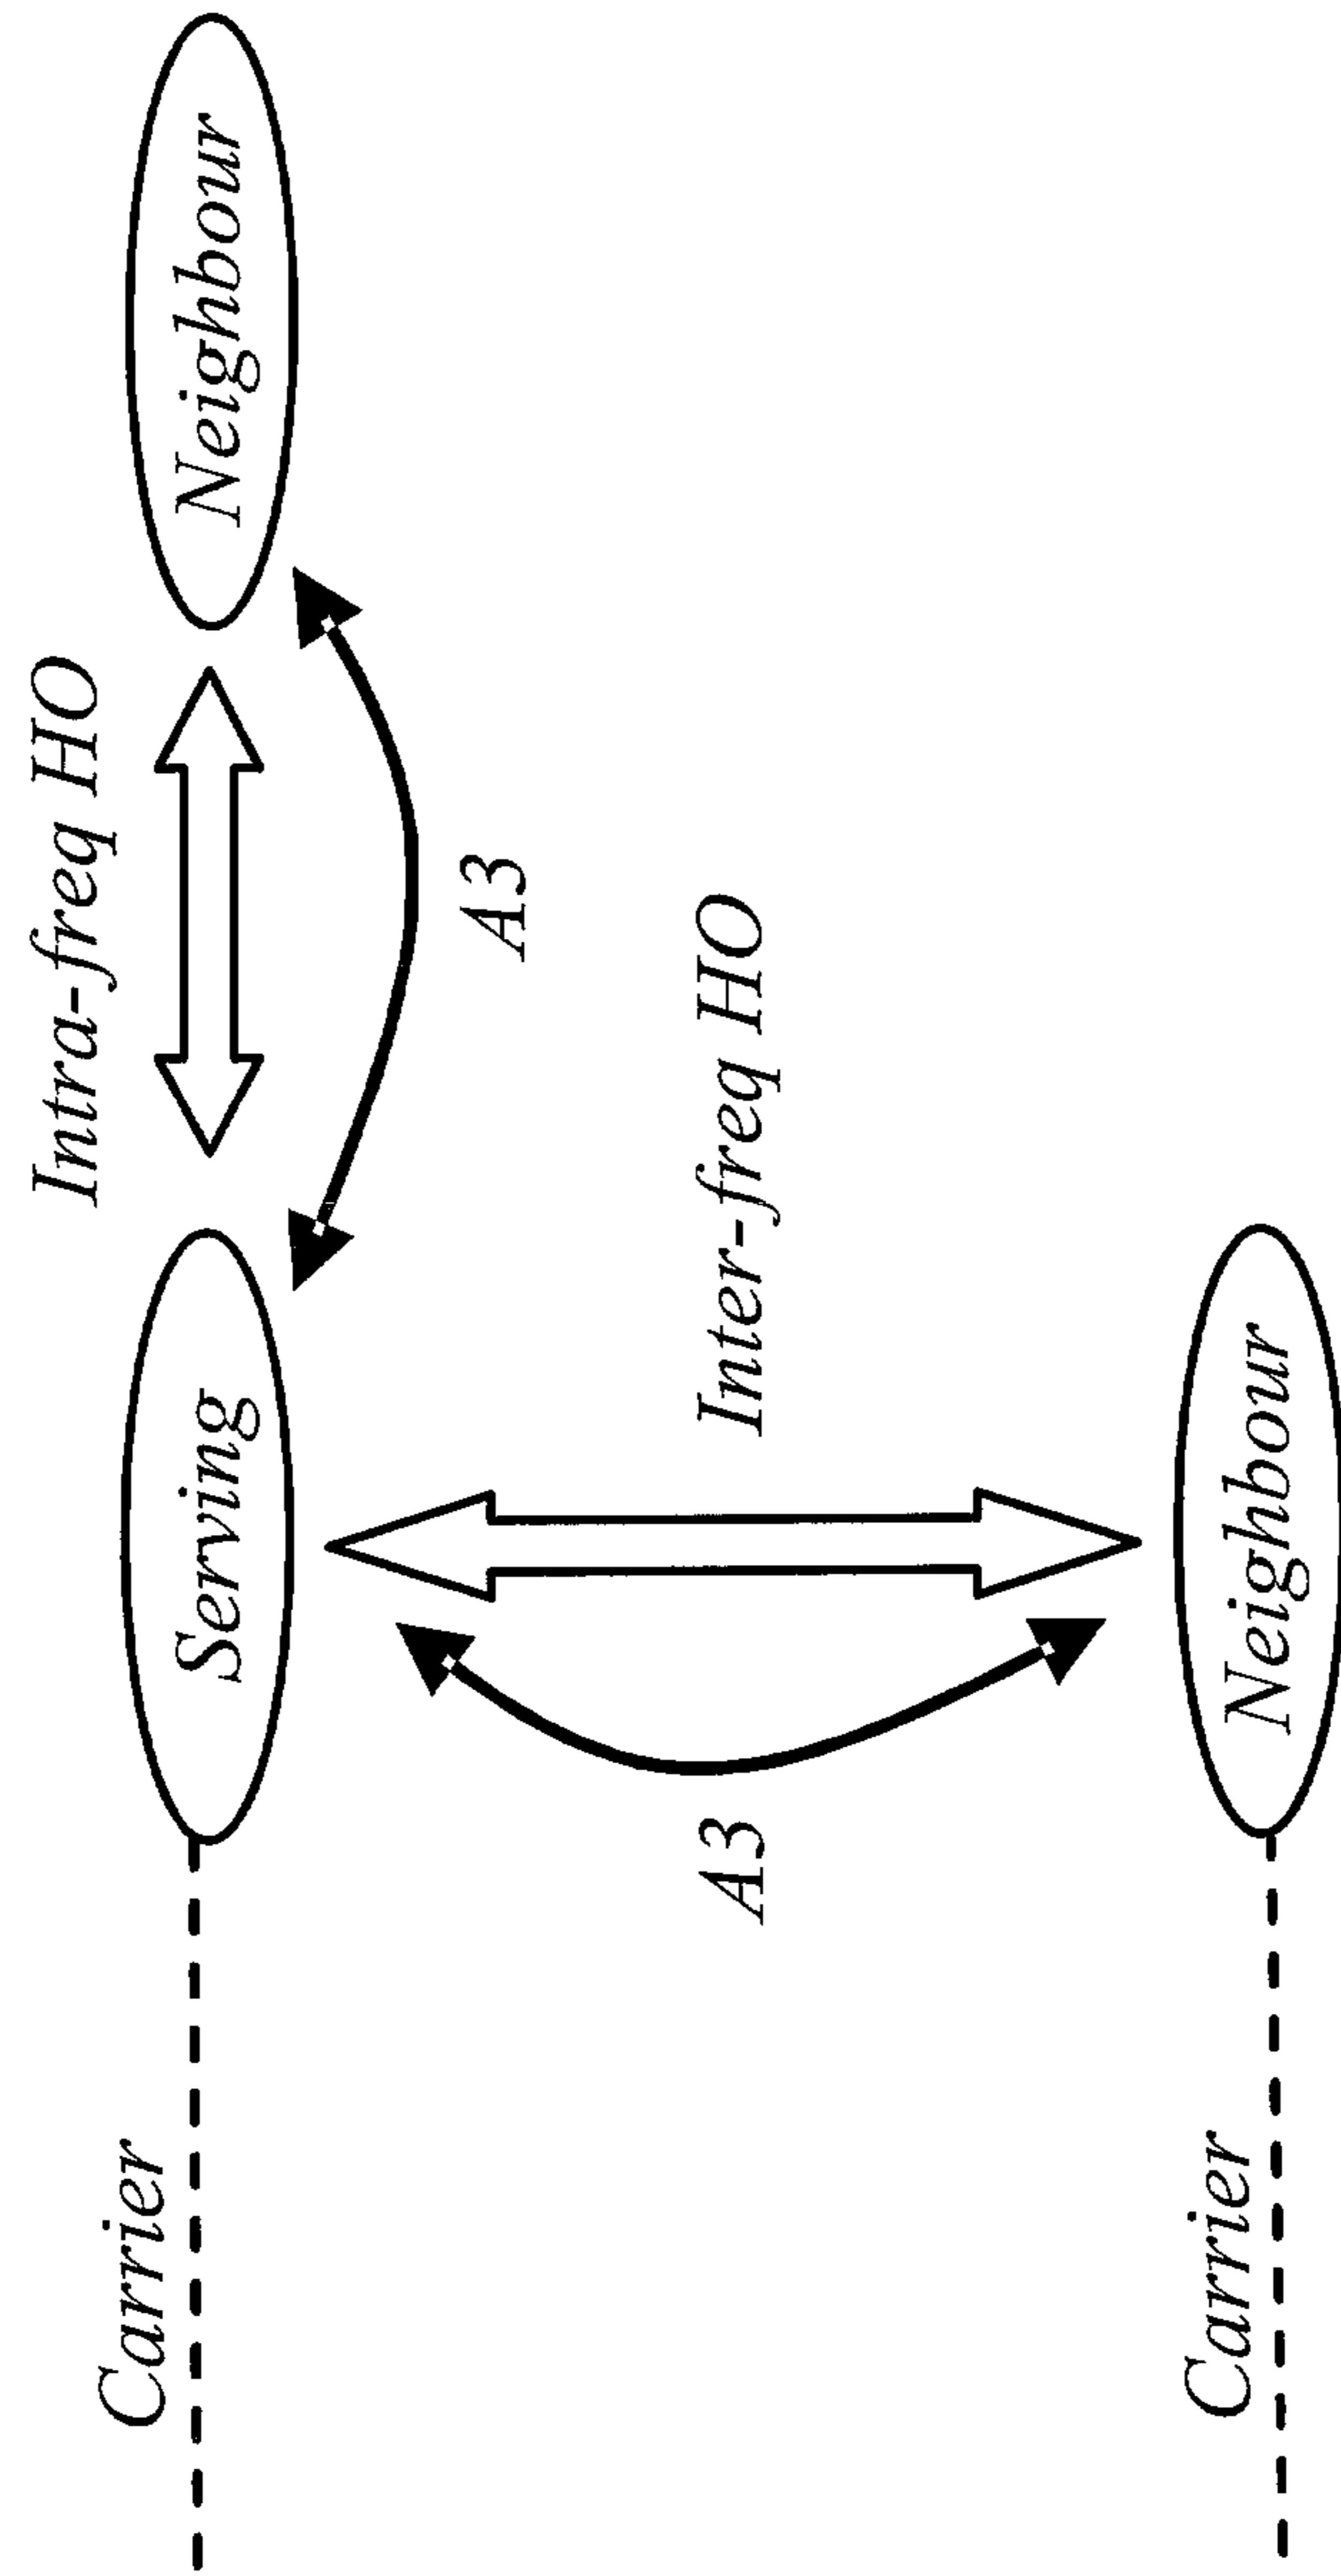 Intra-freq HO
Carrier
Serving
Neighbour
A3
A3
Inter-freq HO
Carrier
Neighbour